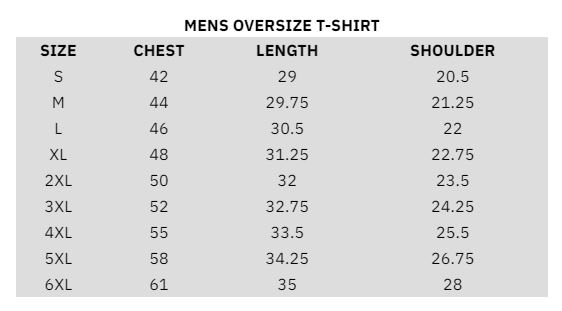 MENS OVERSIZE T-SHIRT
SIZE CHEST LENGTH SHOULDER
S 42 29 20.5
M 44 29.75 21.25
L 46 30.5 22
XL 48 31.25 22.75
2XL 50 32 23.5
3XL 52 32.75 24.25
4XL 55 33.5 25.5
5XL 58 34.25 26.75
6XL 61 35 28